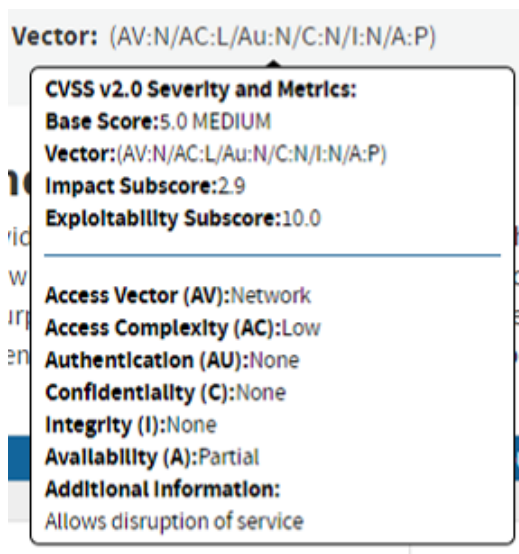 Vector: (AV:N/AC:L/Au:N/C:N/I:N/A:P)
CVSS v2.0 Severity and Metrics:
Base Score:5.0 MEDIUM
Vector:(AV:N/AC:L/Au:N/C:N/I:N/A:P)
Impact Subscore:2.9
Exploitability Subscore:10.0
Access Vector (AV):Network
Access Complexity (AC):Low
Authentication (AU):None
Confidentiality (C):None
Integrity (I):None
Availability (A):Partial
Additional Information:
Allows disruption of service